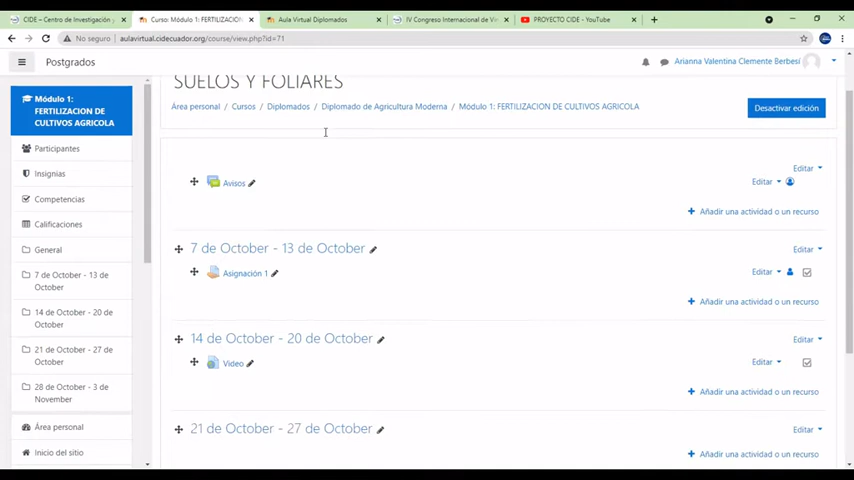 CIDE – Centro de Investigación y
Curso: Módulo 1: FERTILIZACION
Aula Virtual Diplomados
IV Congreso Internacional de Vi
PROYECTO CIDE - YouTube
No seguro | aulavirtual.cidecuador.org/course/view.php?id=71
Postgrados
Arianna Valentina Clemente Berbesí
Módulo 1:
FERTILIZACION DE
CULTIVOS AGRICOLA
Participantes
Insignias
Competencias
Calificaciones
General
7 de October - 13 de
October
14 de October - 20 de
October
21 de October - 27 de
October
28 de October - 3 de
November
Área personal
Inicio del sitio
SUELOS Y FOLIARES
Área personal / Cursos / Diplomados / Diplomado de Agricultura Moderna / Módulo 1: FERTILIZACION DE CULTIVOS AGRICOLA
Desactivar edición
Editar
Avisos
Editar
Añadir una actividad o un recurso
7 de October - 13 de October
Editar
Asignación 1
Editar
Añadir una actividad o un recurso
14 de October - 20 de October
Editar
Video
Editar
Añadir una actividad o un recurso
21 de October - 27 de October
Editar
Añadir una actividad o un recurso